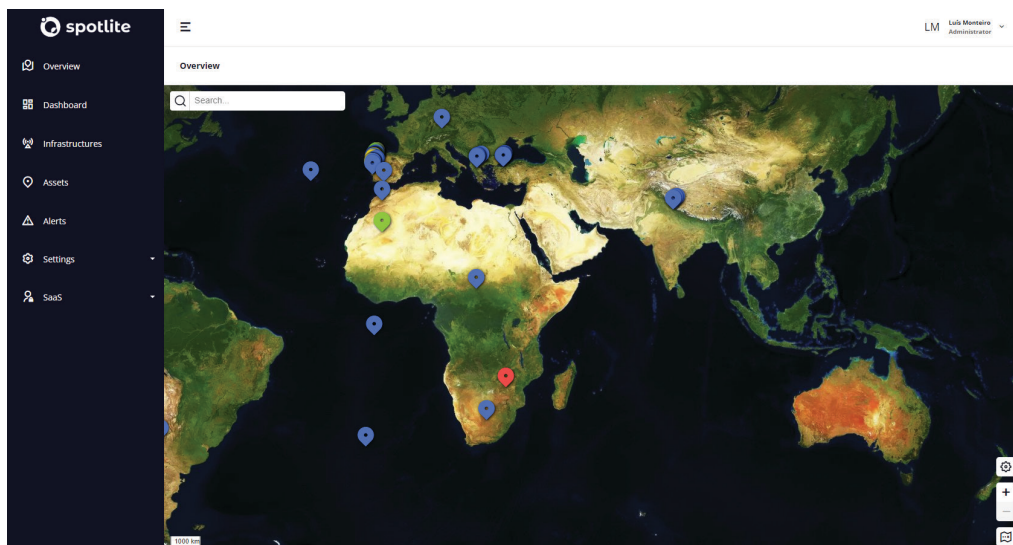 spotlite
LM
Luís Monteiro
Administrator
Overview
Overview
Search...
Dashboard
Infrastructures
Assets
Alerts
Settings
SaaS
1000 km